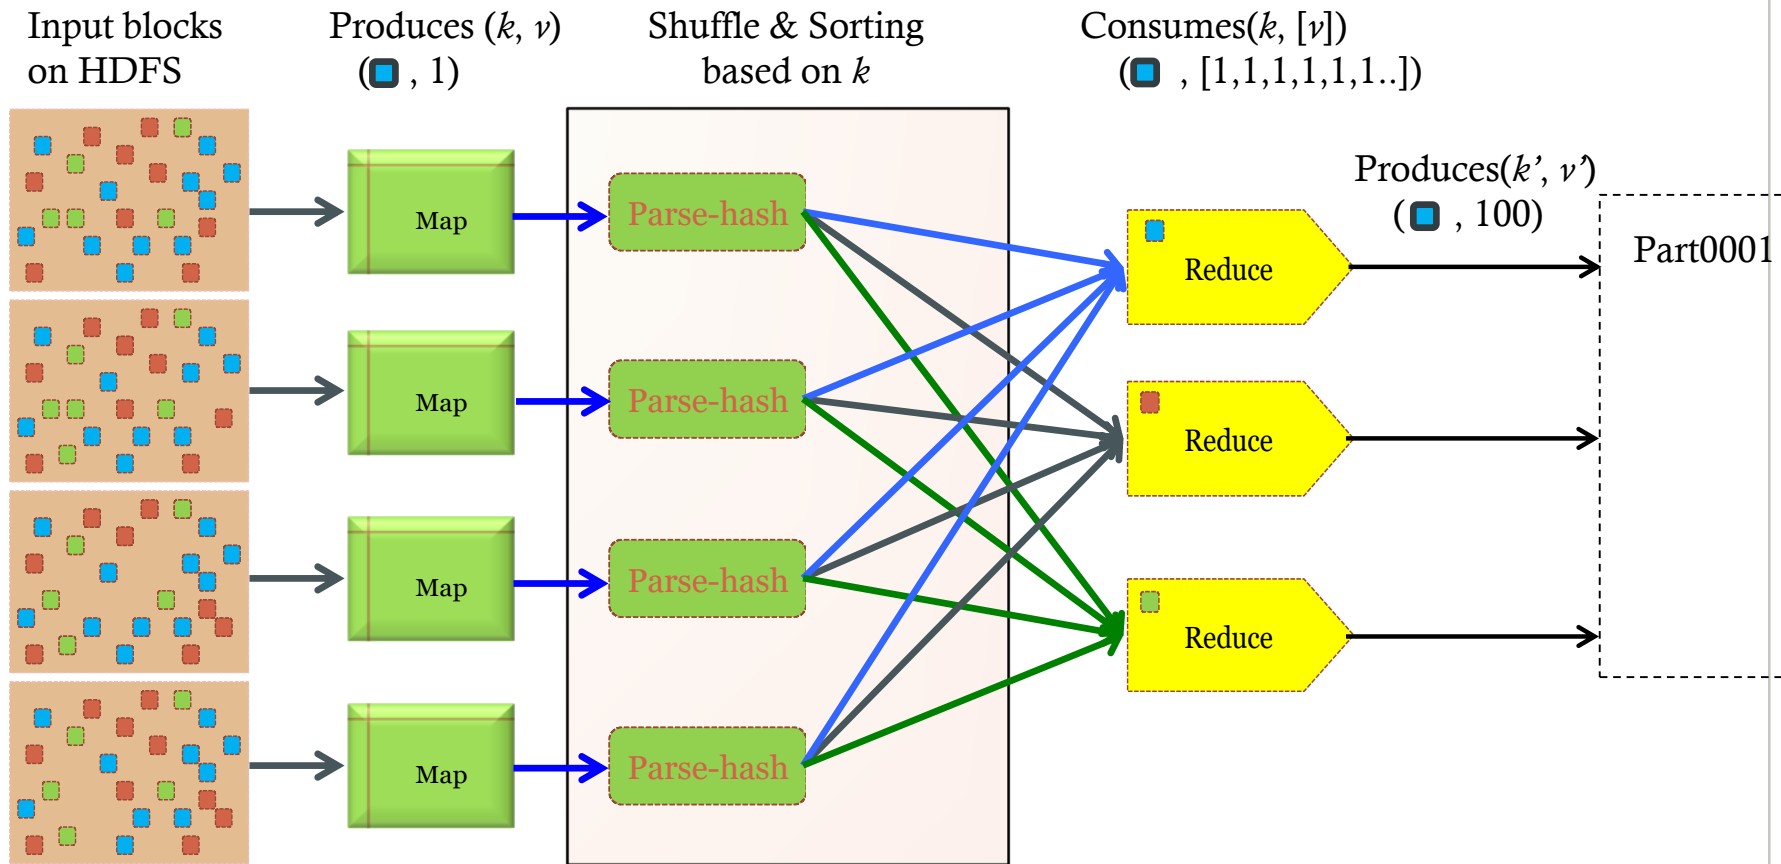 Input blocks
on HDFS
Produces (k, v)
( , 1)
Shuffle & Sorting
based on k
Consumes(k, [v])
( , [1,1,1,1,1,1..])
Produces(k’, v’)
( , 100)
Map
Parse-hash
Reduce
Part0001
Map
Parse-hash
Reduce
Map
Parse-hash
Reduce
Map
Parse-hash